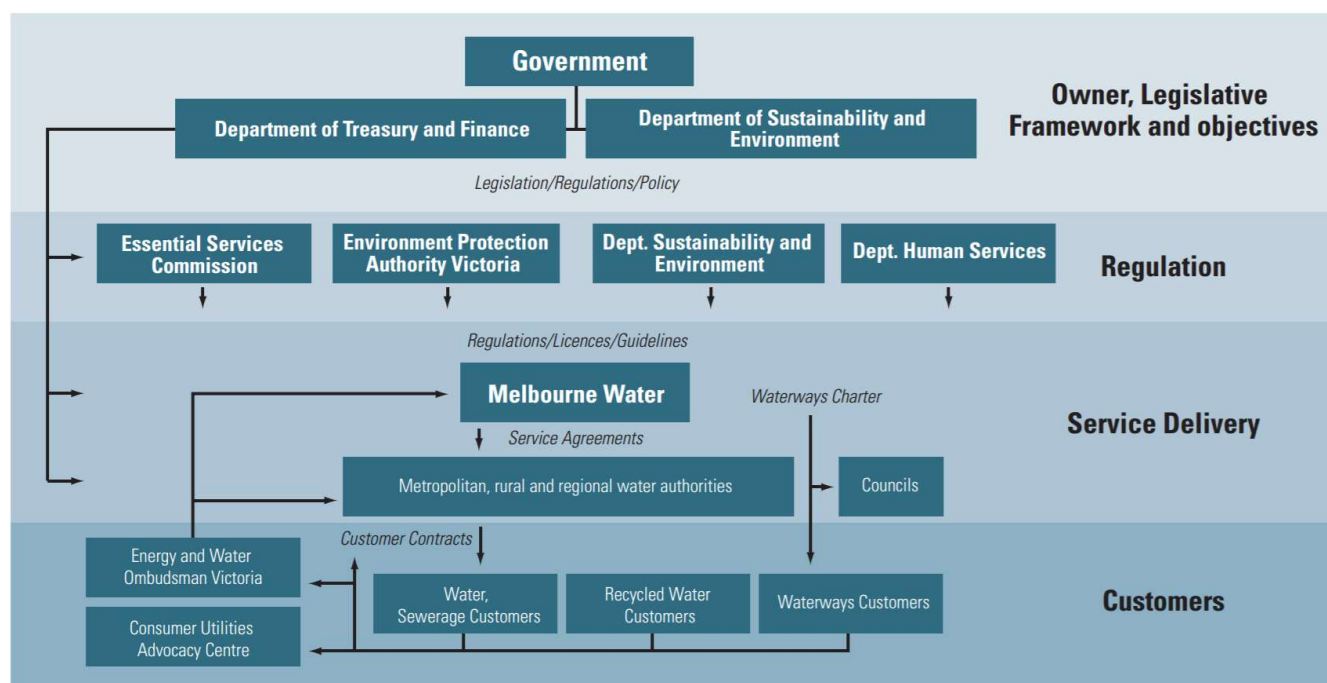 Government
Owner, Legislative
Framework and objectives
Department of Treasury and Finance
Department of Sustainability and
Environment
Legislation/Regulations/Policy
Essential Services
Commission
Environment Protection
Authority Victoria
Dept. Sustainability and
Environment
Dept. Human Services
Regulation
Regulations/Licences/Guidelines
Melbourne Water
Waterways Charter
Service Delivery
Service Agreements
Metropolitan, rural and regional water authorities
Councils
Customer Contracts
Energy and Water
Ombudsman Victoria
Water,
Sewerage Customers
Recycled Water
Customers
Waterways Customers
Customers
Consumer Utilities
Advocacy Centre